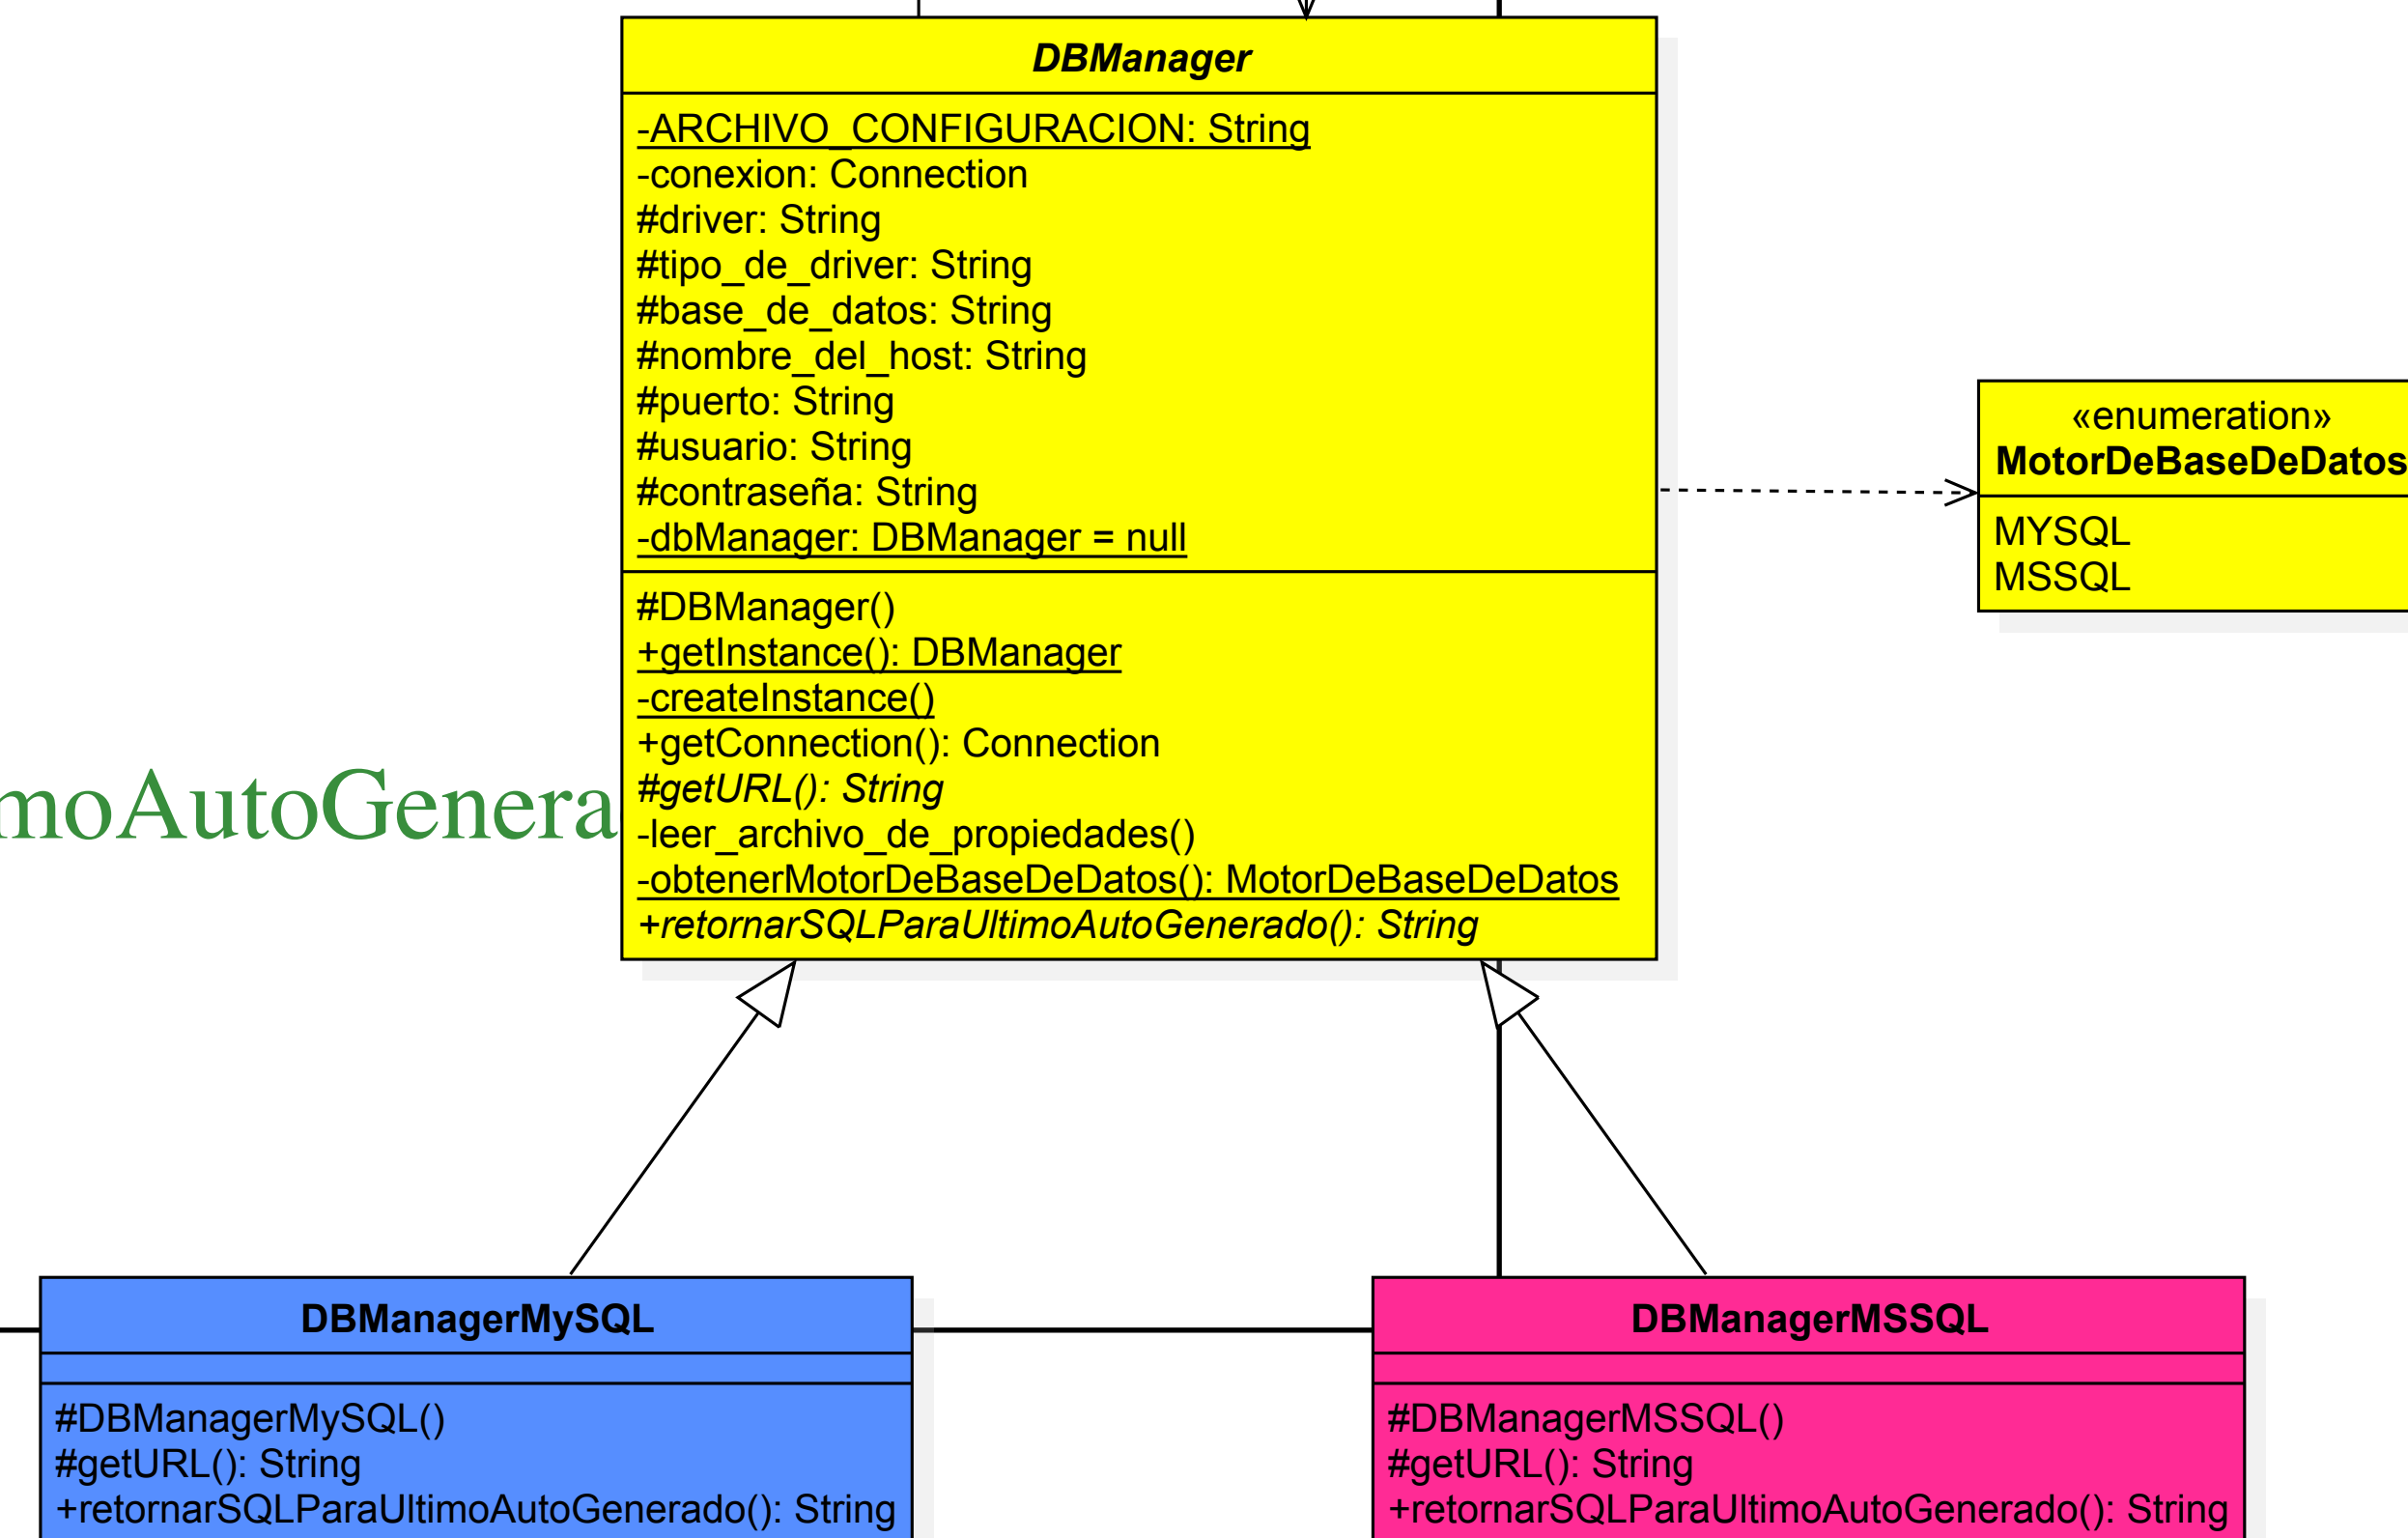 DBManager
-ARCHIVO_CONFIGURACION: String
-conexion: Connection
#driver: String
#tipo_de_driver: String
#base_de_datos: String
#nombre_del_host: String
#puerto: String
#usuario: String
#contraseña: String
-dbManager: DBManager = null
#DBManager()
+getInstance(): DBManager
-createInstance()
+getConnection(): Connection
#getURL(): String
-leer_archivo_de_propiedades()
-obtenerMotorDeBaseDeDatos(): MotorDeBaseDeDatos
+retornarSQLParaUltimoAutoGenerado(): String
«enumeration»
MotorDeBaseDeDatos
MYSQL
MSSQL
moAutoGenera
DBManagerMySQL
#DBManagerMySQL()
#getURL(): String
+retornarSQLParaUltimoAutoGenerado(): String
DBManagerMSSQL
#DBManagerMSSQL()
#getURL(): String
+retornarSQLParaUltimoAutoGenerado(): String